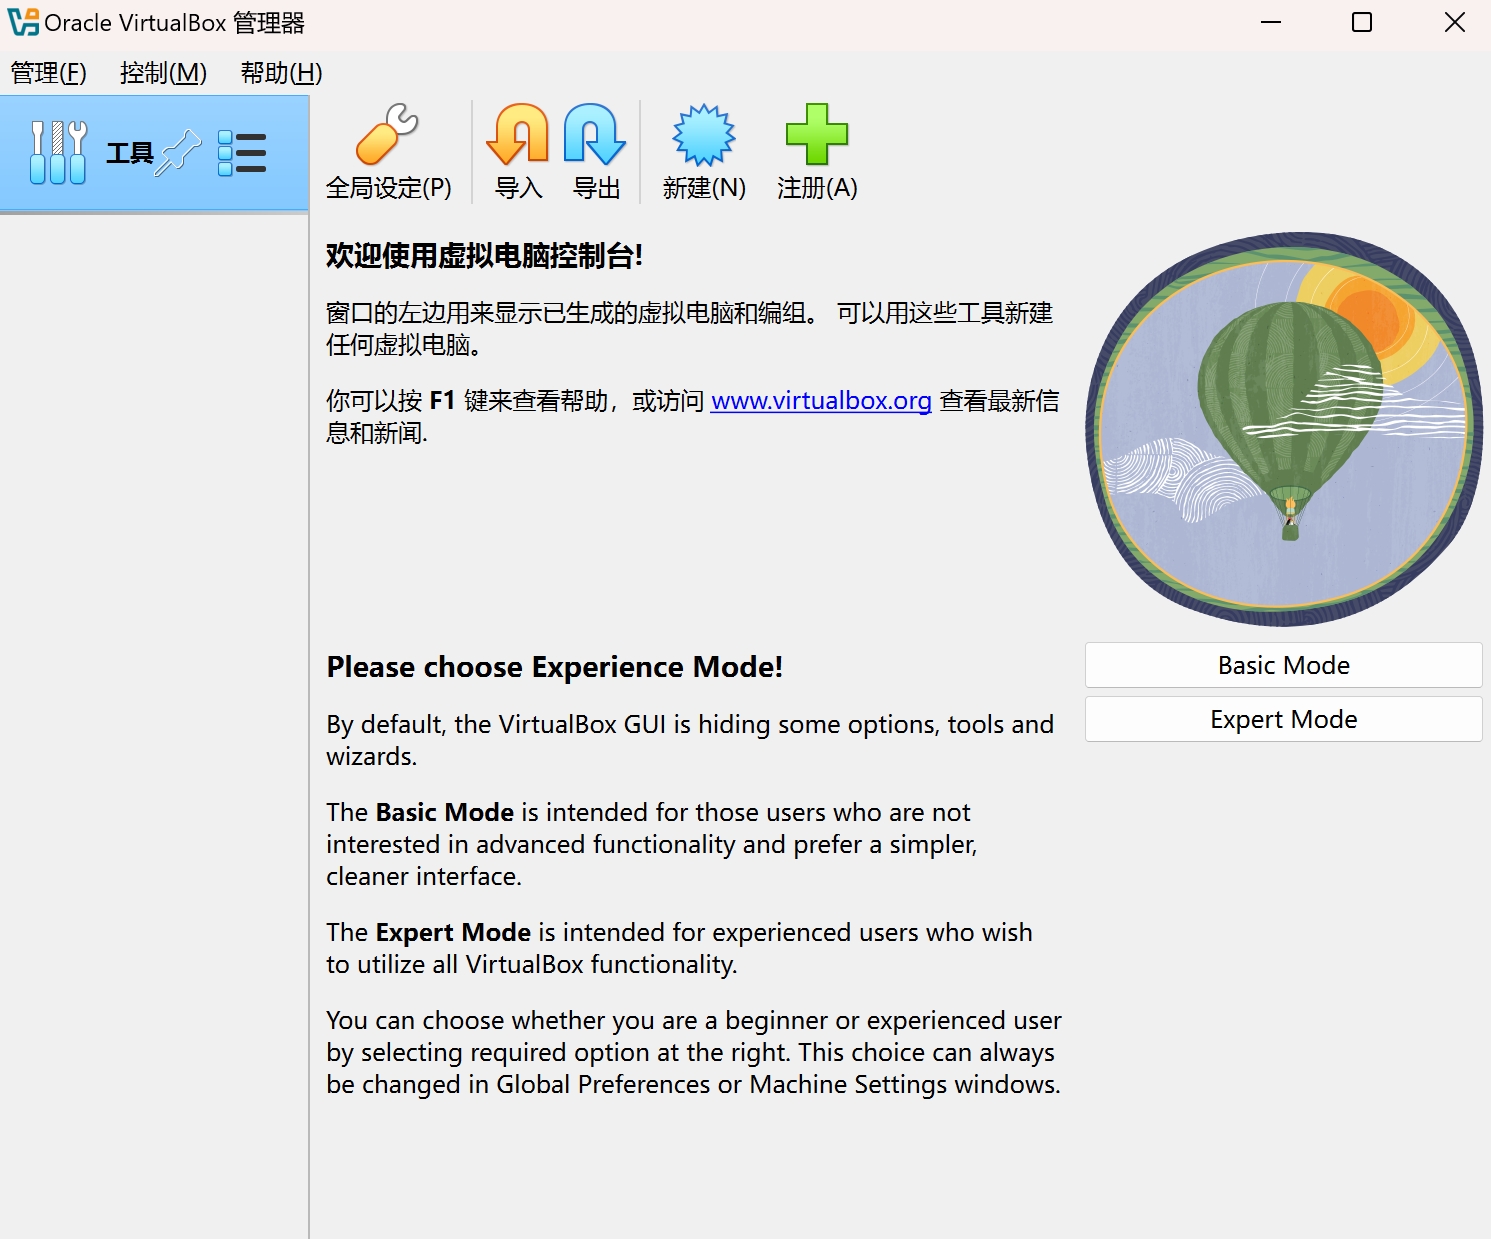 Oracle VirtualBox 管理器
管理(F) 控制(M) 帮助(H)
工具
全局设定(P) 导入 导出 新建(N) 注册(A)
欢迎使用虚拟电脑控制台!
窗口的左边用来显示已生成的虚拟电脑和编组。 可以用这些工具新建
任何虚拟电脑。
你可以按 F1 键来查看帮助，或访问 www.virtualbox.org 查看最新信
息和新闻.
Please choose Experience Mode!
Basic Mode
Expert Mode
By default, the VirtualBox GUI is hiding some options, tools and
wizards.
The Basic Mode is intended for those users who are not
interested in advanced functionality and prefer a simpler,
cleaner interface.
The Expert Mode is intended for experienced users who wish
to utilize all VirtualBox functionality.
You can choose whether you are a beginner or experienced user
by selecting required option at the right. This choice can always
be changed in Global Preferences or Machine Settings windows.